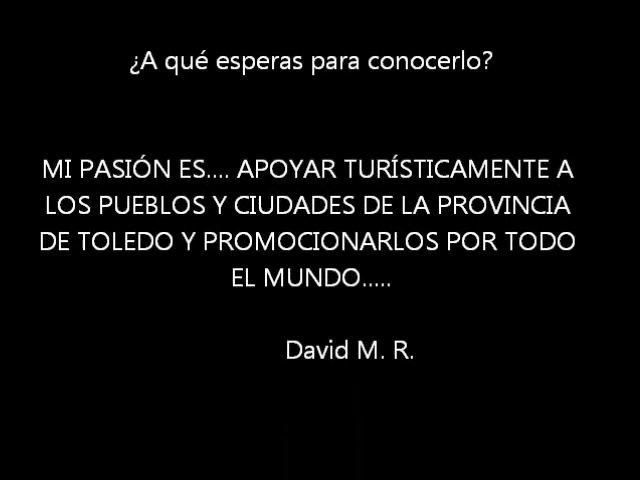 ¿A qué esperas para conocerlo?
MI PASIÓN ES.... APOYAR TURÍSTICAMENTE A
LOS PUEBLOS Y CIUDADES DE LA PROVINCIA
DE TOLEDO Y PROMOCIONARLOS POR TODO
EL MUNDO.....
David M. R.